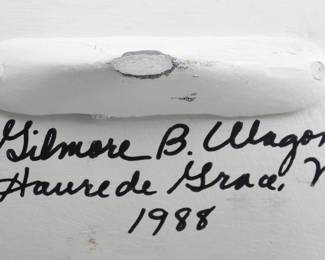 Gilmore B. Wagon
Havre de Grace,
1988